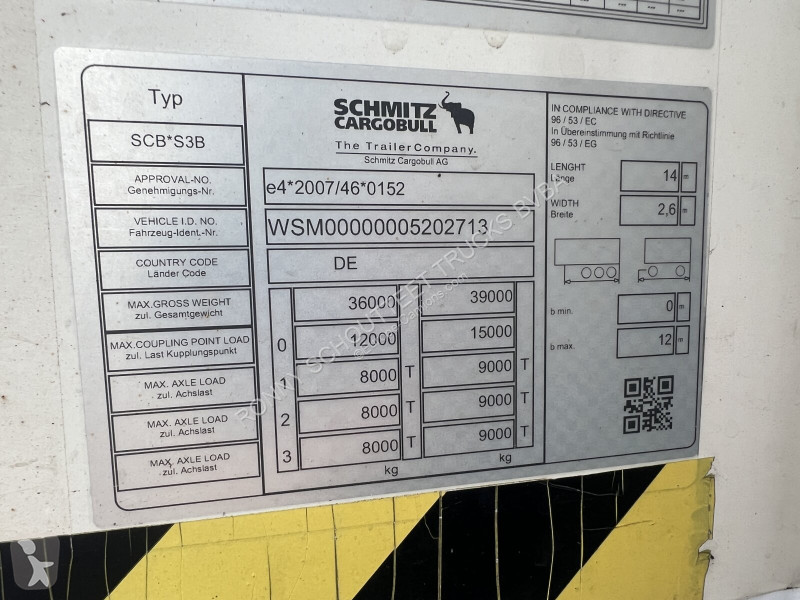 Typ
SCB*S3B
APPROVAL-NO.
Genehmigungs-Nr.
VEHICLE I.D. NO.
Fahrzeug-Ident.-Nr.
COUNTRY CODE
Länder Code
MAX.GROSS WEIGHT
zul. Gesamtgewicht
MAX.COUPLING POINT LOAD
zul. Last Kupplungspunkt
MAX. AXLE LOAD
zul. Achslast
MAX. AXLE LOAD
zul. Achslast
MAX. AXLE LOAD
zul. Achslast
SCHMITZ
CARGOBULL
The TrailerCompany.
Schmitz Cargobull AG
e4*2007/46*0152
WSM00000005202713
DE
36000 39000
0 12000 15000
1 8000 T 9000 T
2 8000 T 9000 T
3 8000 9000 T
kg kg
IN COMPLIANCE WITH DIRECTIVE
96 / 53 / EC
In Übereinstimmung mit Richtlinie
96 / 53 / EG
LENGHT
Länge
14 m
WIDTH
Breite
2,6 m
b min. 0 m
b max. 12 m
ROWIN SCHOUTTEET TRUCKS BVBA